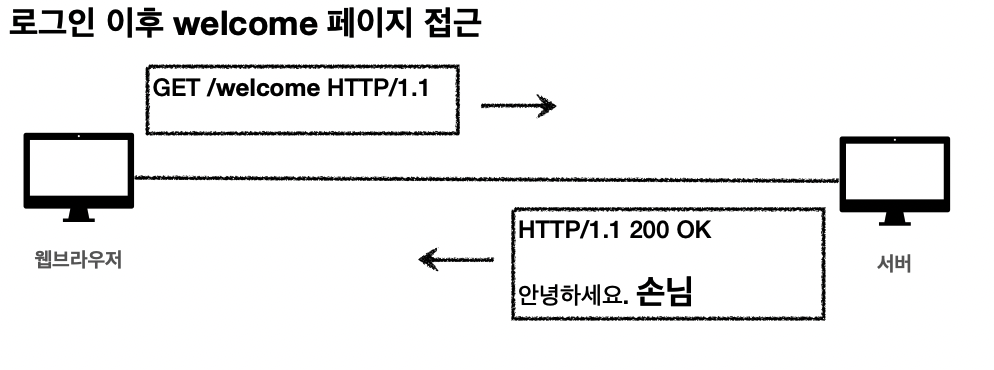 로그인 이후 welcome 페이지 접근
GET /welcome HTTP/1.1
웹브라우저
HTTP/1.1 200 OK
안녕하세요. 손님
서버